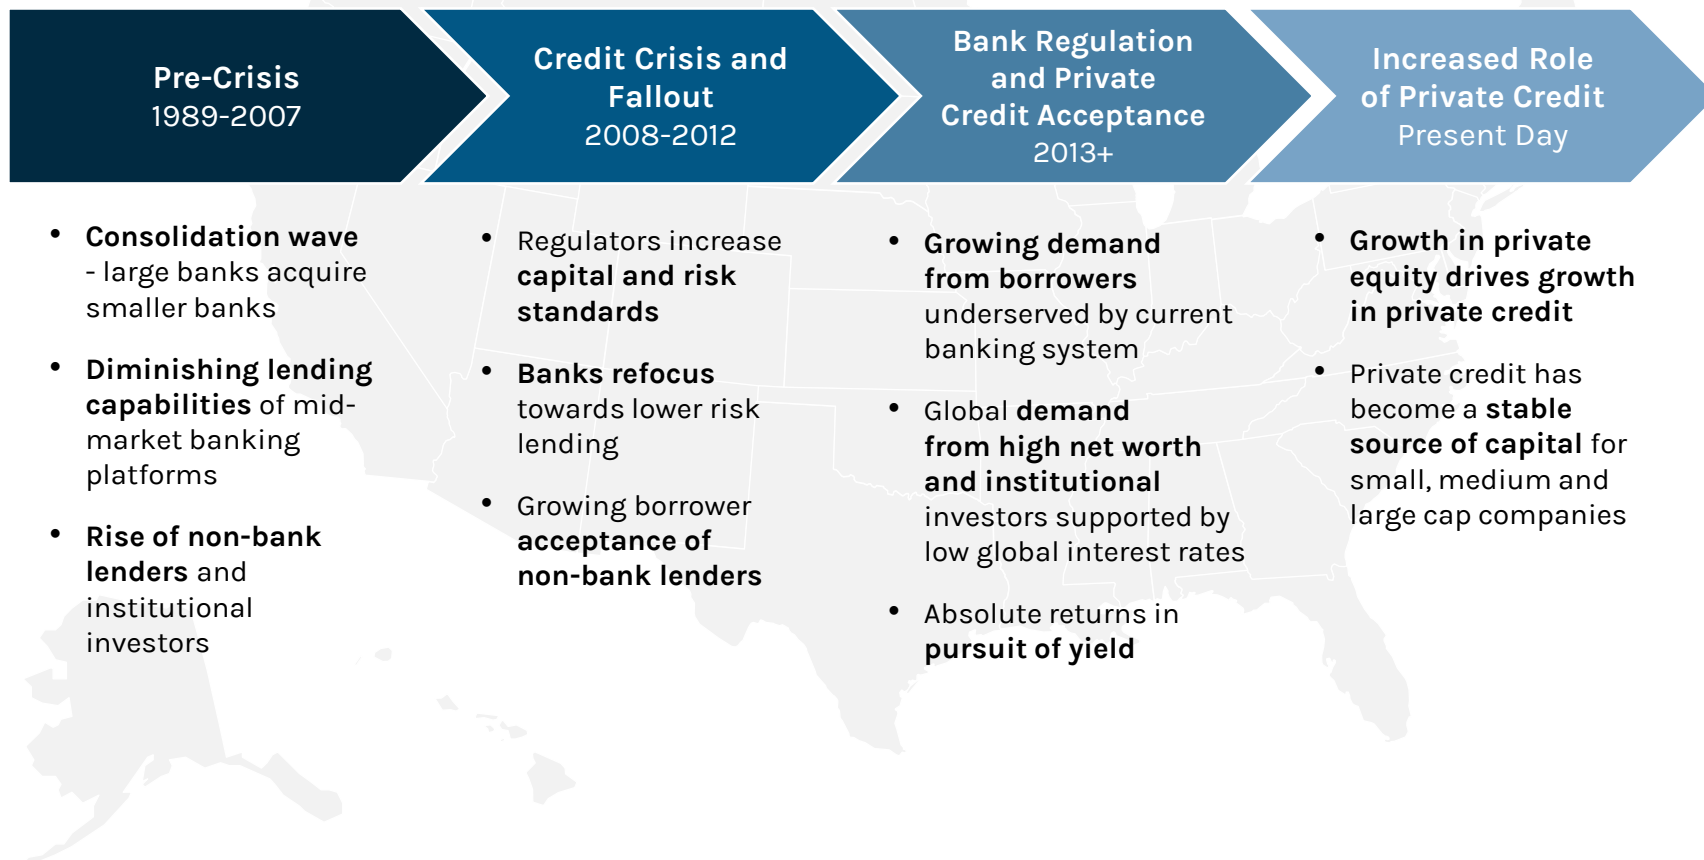 Pre-Crisis
1989-2007
Credit Crisis and
Fallout
2008-2012
Bank Regulation
and Private
Credit Acceptance
2013+
Increased Role
of Private Credit
Present Day
• Consolidation wave
- large banks acquire
smaller banks
• Diminishing lending
capabilities of mid-
market banking
platforms
• Rise of non-bank
lenders and
institutional
investors
• Regulators increase
capital and risk
standards
• Banks refocus
towards lower risk
lending
• Growing borrower
acceptance of
non-bank lenders
• Growing demand
from borrowers
underserved by current
banking system
• Global demand
from high net worth
and institutional
investors supported by
low global interest rates
• Absolute returns in
pursuit of yield
• Growth in private
equity drives growth
in private credit
• Private credit has
become a stable
source of capital for
small, medium and
large cap companies